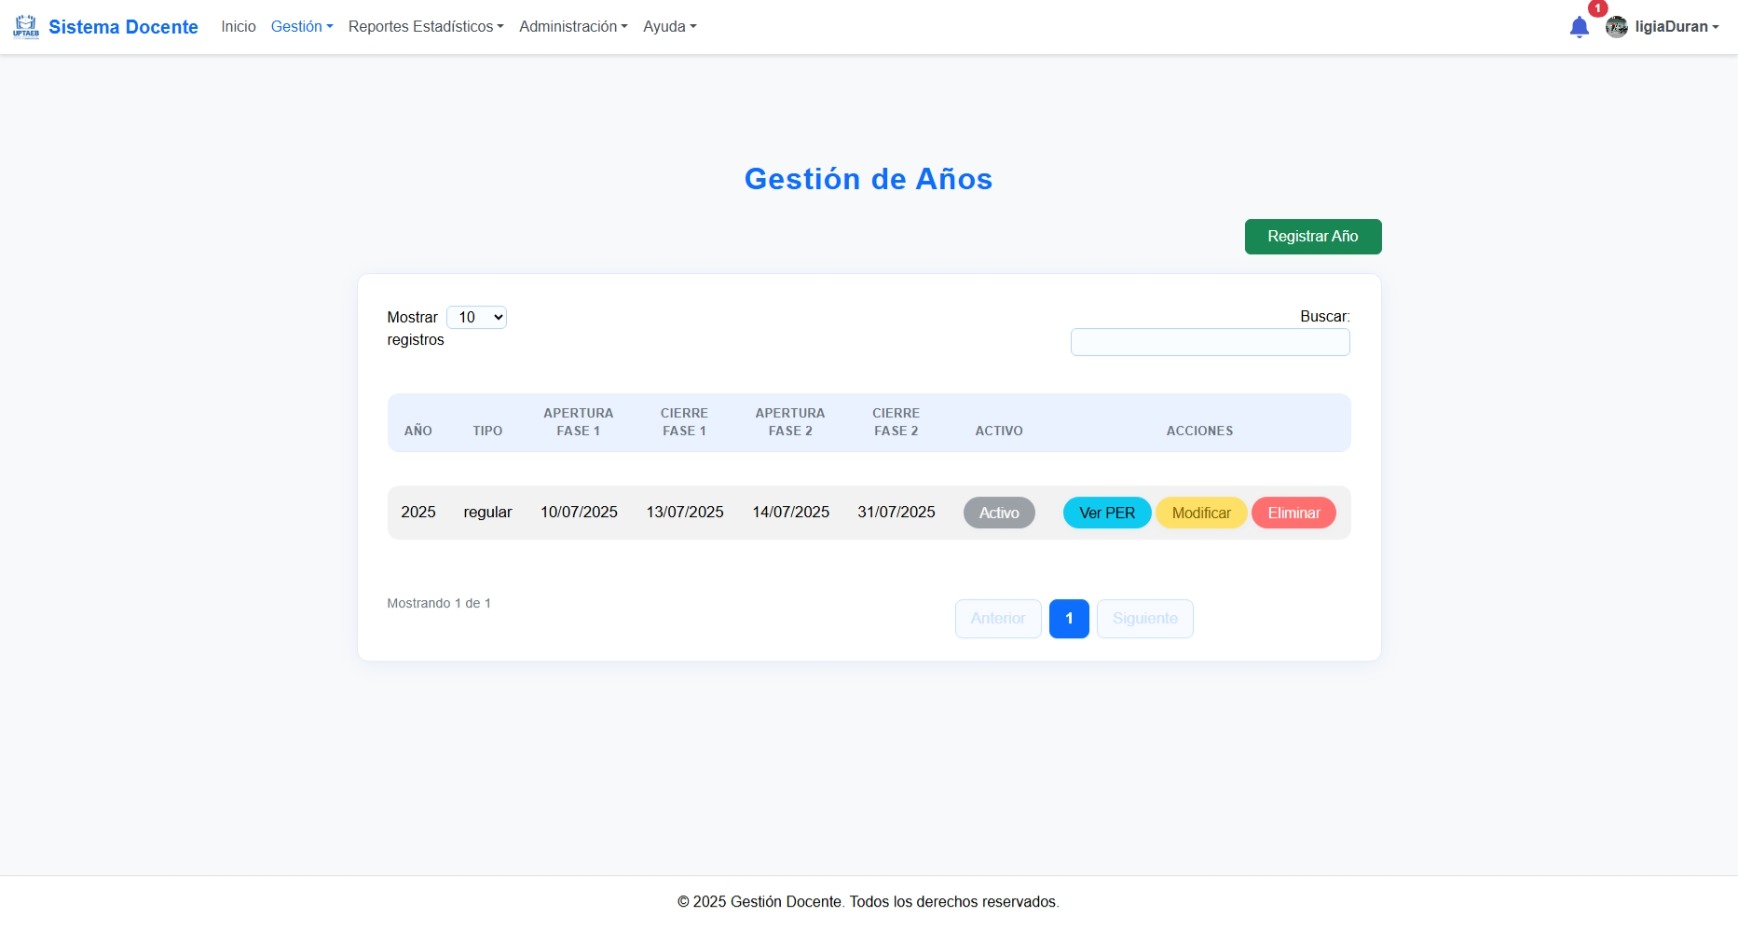 UPTAEB
Sistema Docente Inicio Gestión Reportes Estadísticos Administración Ayuda 1 ligiaDuran
Gestión de Años
Registrar Año
Mostrar 10 registros
Buscar:
AÑO TIPO APERTURA FASE 1 CIERRE FASE 1 APERTURA FASE 2 CIERRE FASE 2 ACTIVO ACCIONES
2025 regular 10/07/2025 13/07/2025 14/07/2025 31/07/2025 Activo Ver PER Modificar Eliminar
Mostrando 1 de 1
Anterior 1 Siguiente
© 2025 Gestión Docente. Todos los derechos reservados.